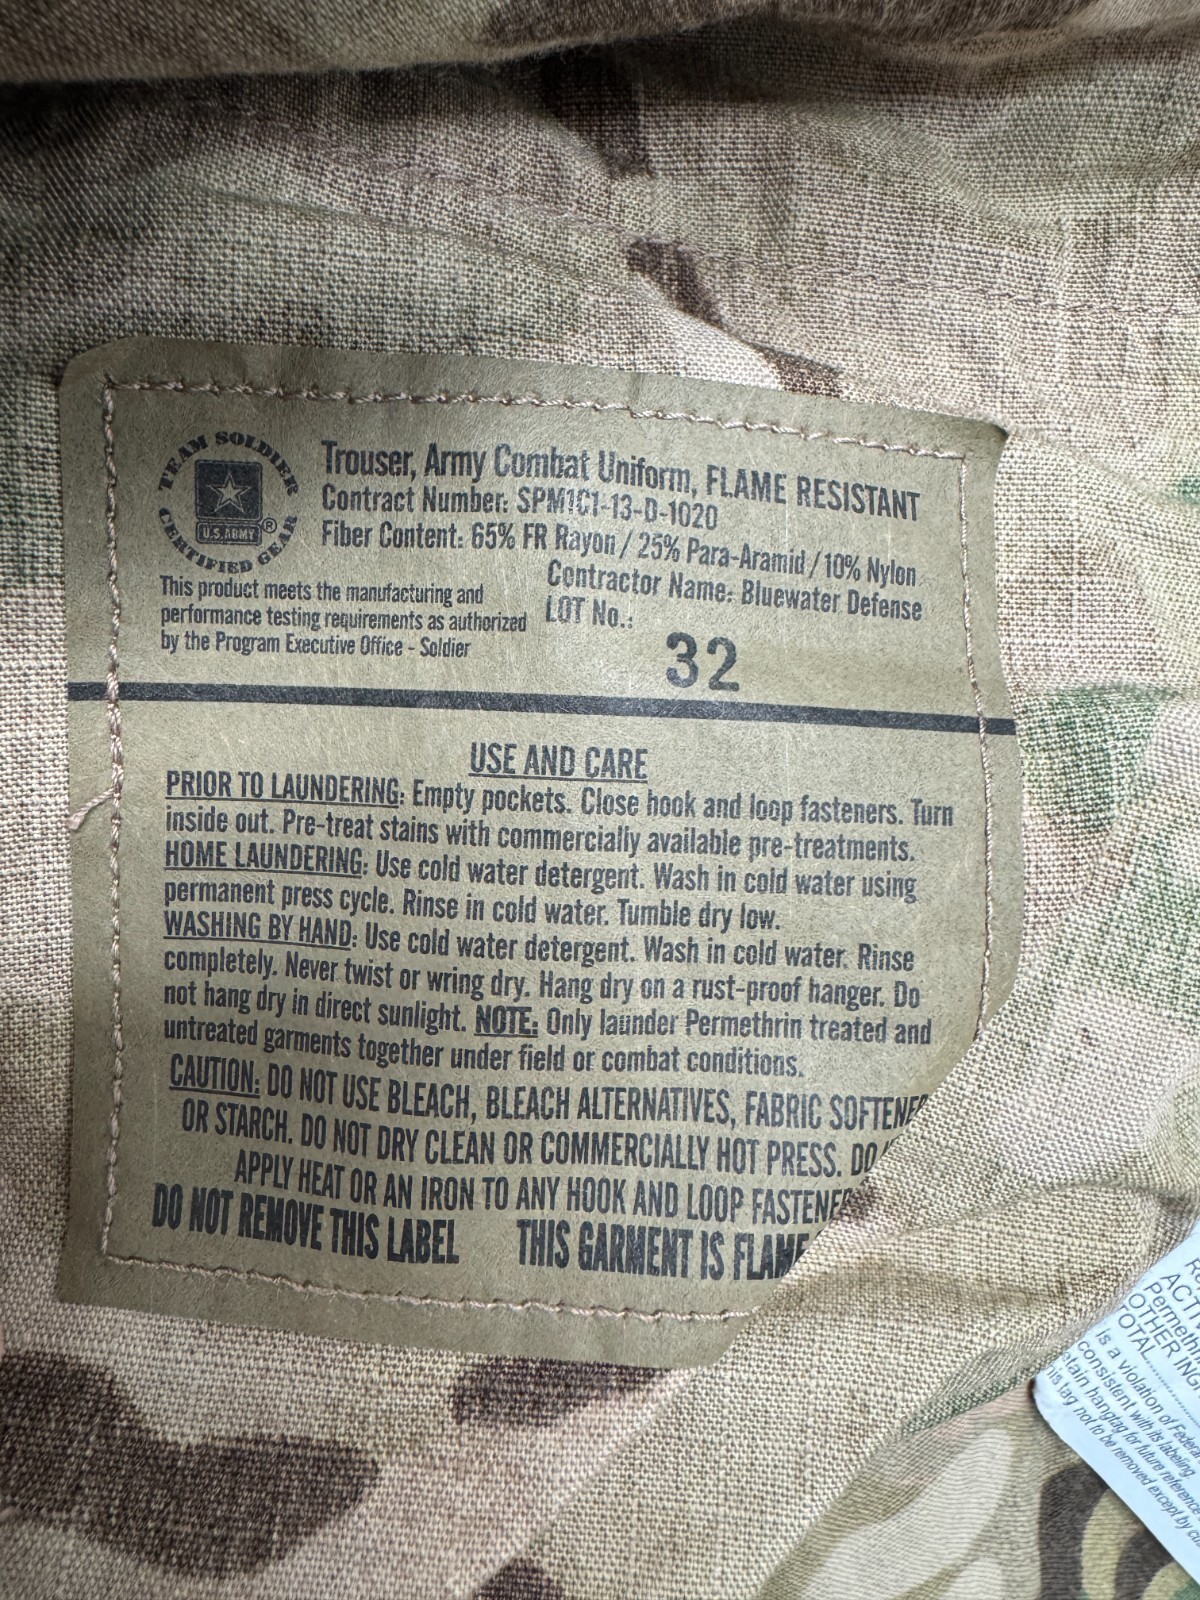 TEAM SOLDIER
U.S. ARMY ®
CERTIFIED GEAR
Trouser, Army Combat Uniform, FLAME RESISTANT
Contract Number: SPM1C1-13-D-1020
Fiber Content: 65% FR Rayon / 25% Para-Aramid / 10% Nylon
Contractor Name: Bluewater Defense
LOT No.:
32
This product meets the manufacturing and
performance testing requirements as authorized
by the Program Executive Office - Soldier
USE AND CARE
PRIOR TO LAUNDERING: Empty pockets. Close hook and loop fasteners. Turn
inside out. Pre-treat stains with commercially available pre-treatments.
HOME LAUNDERING: Use cold water detergent. Wash in cold water using
permanent press cycle. Rinse in cold water. Tumble dry low.
WASHING BY HAND: Use cold water detergent. Wash in cold water. Rinse
completely. Never twist or wring dry. Hang dry on a rust-proof hanger. Do
not hang dry in direct sunlight. NOTE: Only launder Permethrin treated and
untreated garments together under field or combat conditions.
CAUTION: DO NOT USE BLEACH, BLEACH ALTERNATIVES, FABRIC SOFTENE
OR STARCH. DO NOT DRY CLEAN OR COMMERCIALLY HOT PRESS. DO
APPLY HEAT OR AN IRON TO ANY HOOK AND LOOP FASTENE
DO NOT REMOVE THIS LABEL THIS GARMENT IS FLAME
ACTI
Permethri
OTHER ING
TOTAL
is a violation of Federal
consistent with its labeling
etain hangtag for future reference
his tag not to be removed except by